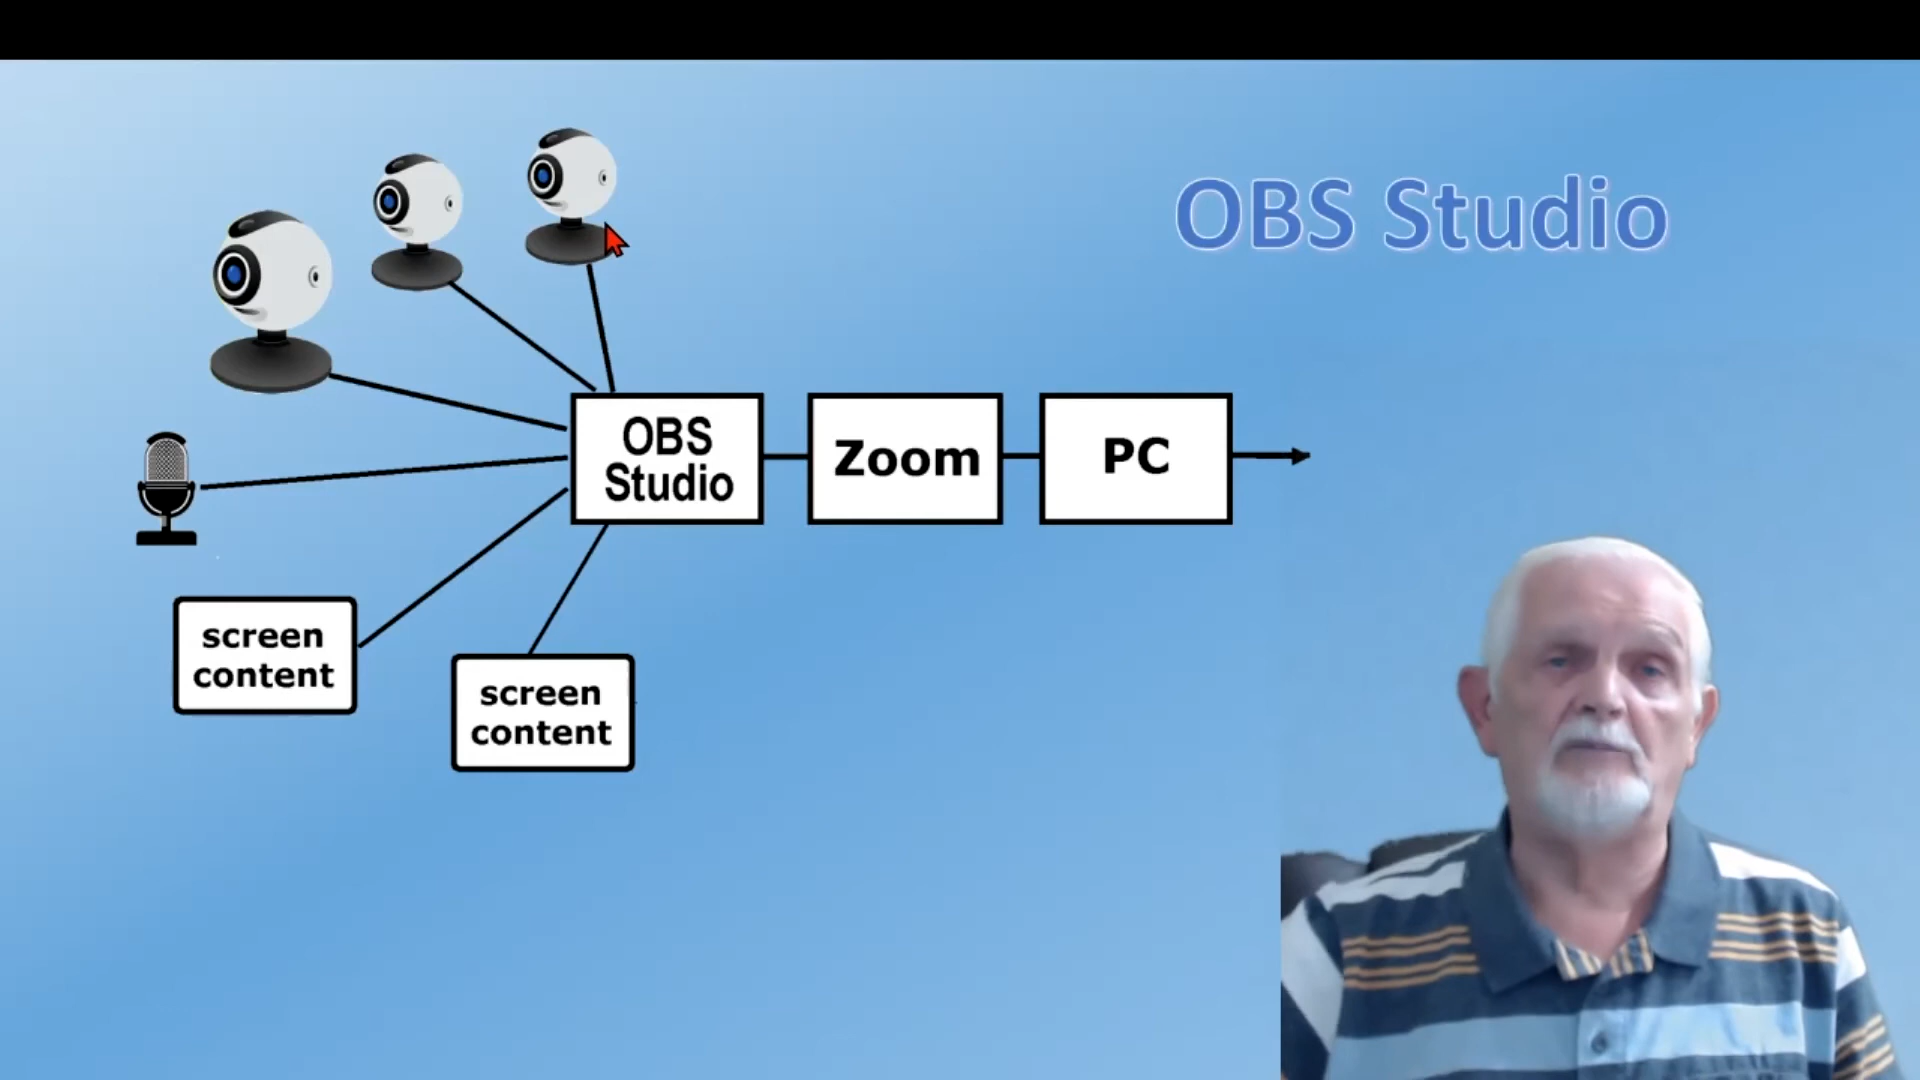 OBS Studio
OBS
Studio
Zoom
PC
screen
content
screen
content